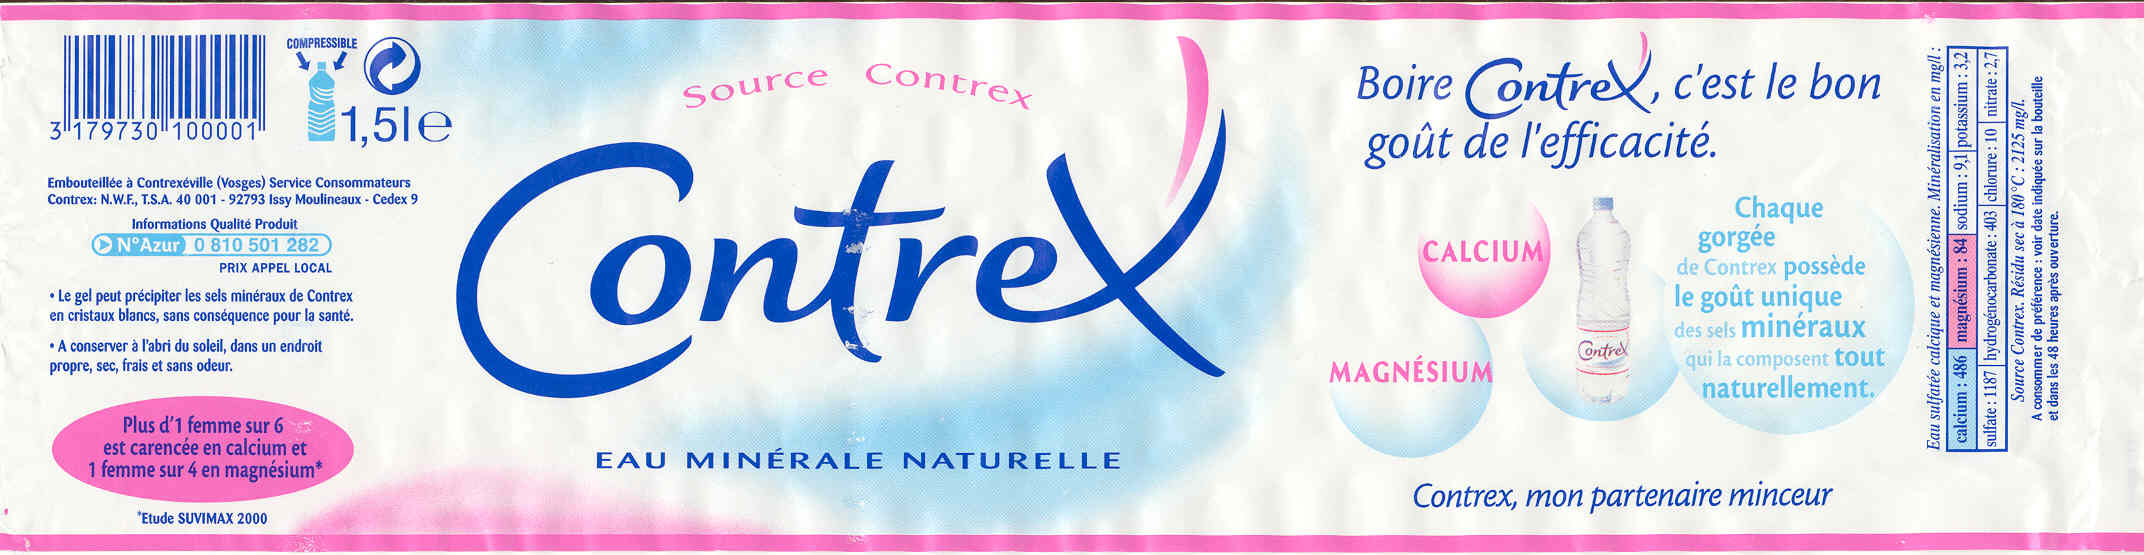 COMPRESSIBLE
1,5l e
3 179730 100001
Embouteillée à Contrexéville (Vosges) Service Consommateurs
Contrex: N.W.F., T.S.A. 40 001 - 92793 Issy Moulineaux - Cedex 9
Informations Qualité Produit
N°Azur 0 810 501 282
PRIX APPEL LOCAL
• Le gel peut précipiter les sels minéraux de Contrex
en cristaux blancs, sans conséquence pour la santé.
• A conserver à l'abri du soleil, dans un endroit
propre, sec, frais et sans odeur.
Plus d'1 femme sur 6
est carencée en calcium et
1 femme sur 4 en magnésium*
*Etude SUVIMAX 2000
Source Contrex
Contrex
EAU MINÉRALE NATURELLE
Boire Contrex, c'est le bon
goût de l'efficacité.
CALCIUM
MAGNÉSIUM
Contrex
Chaque
gorgée
de Contrex possède
le goût unique
des sels minéraux
qui la composent tout
naturellement.
Contrex, mon partenaire minceur
Eau sulfatée calcique et magnésienne. Minéralisation en mg/l :
calcium : 486 magnésium : 84 sodium : 9,1 potassium : 3,2
sulfate : 1187 hydrogénocarbonate : 403 chlorure : 10 nitrate : 2,7
Source Contrex. Résidu sec à 180°C : 2125 mg/l.
A consommer de préférence : voir date indiquée sur la bouteille
et dans les 48 heures après ouverture.